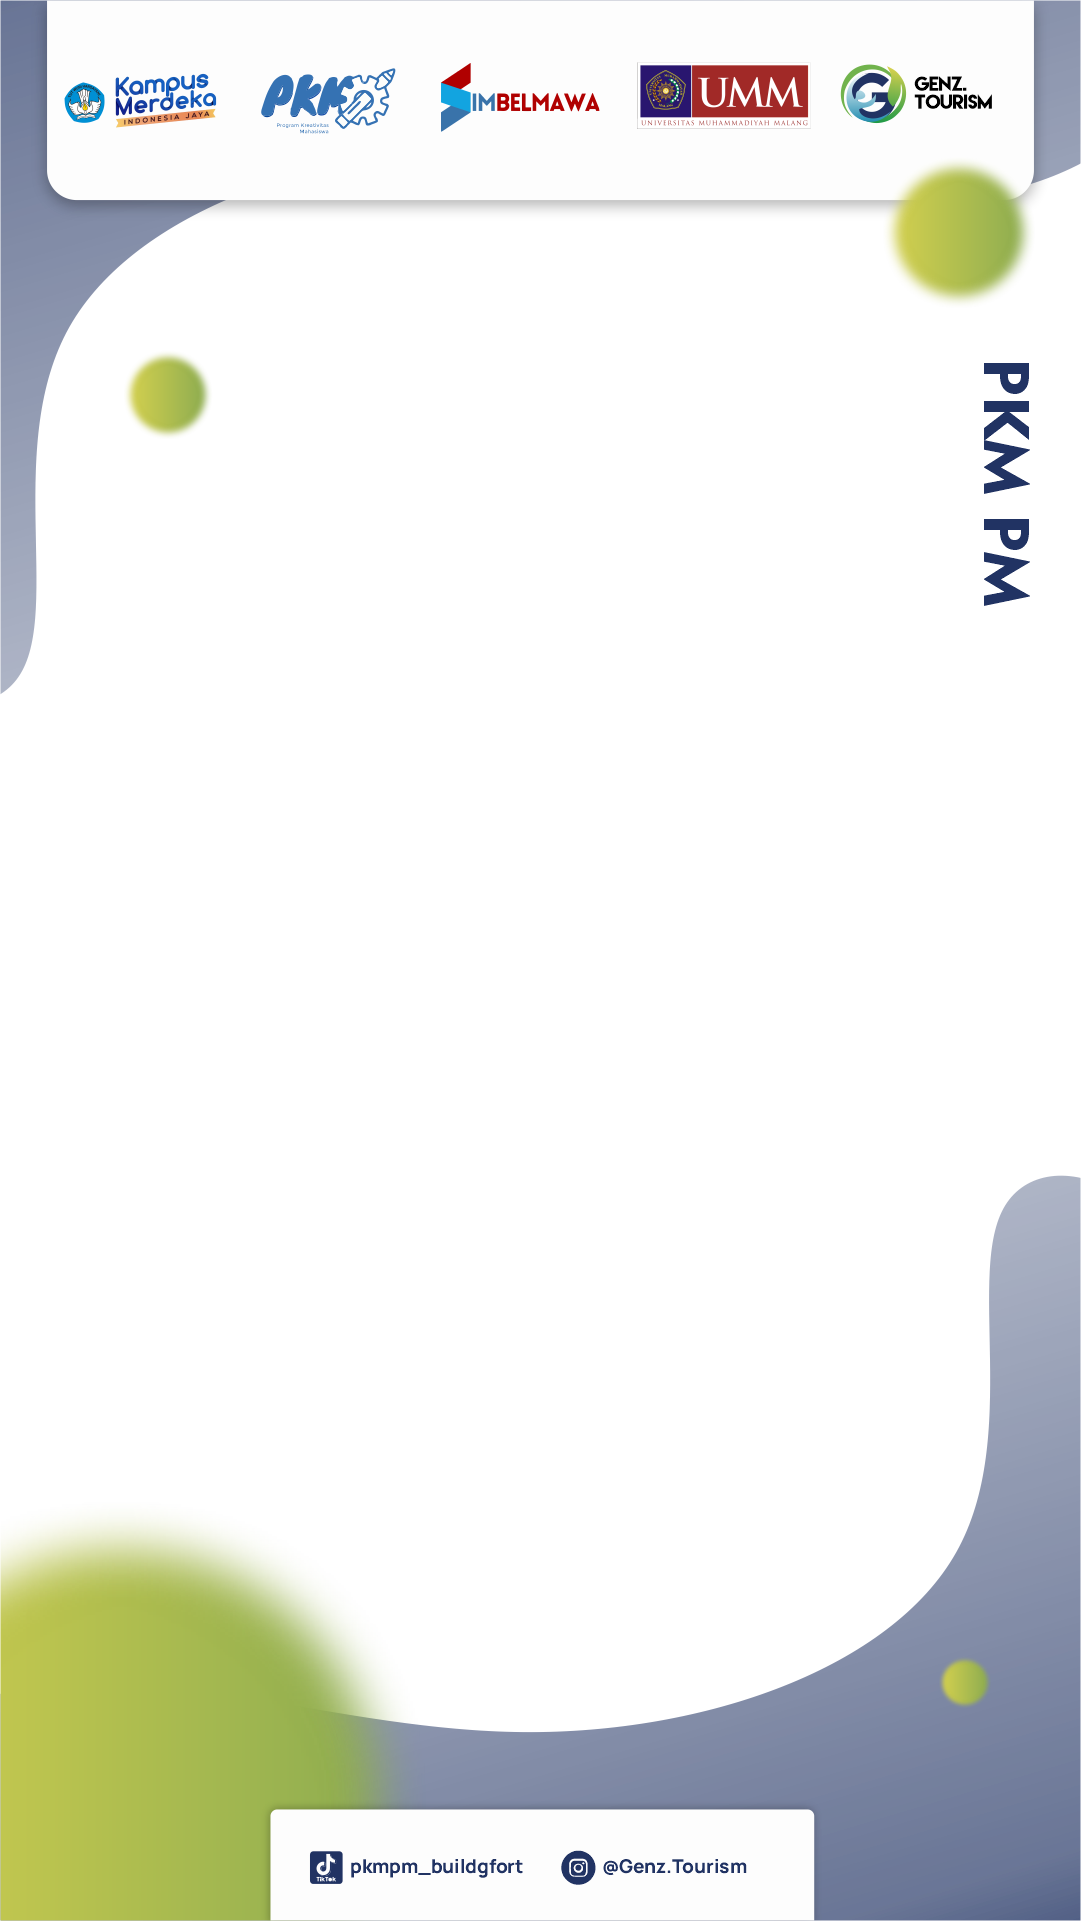 Kampus
Merdeka
INDONESIA JAYA
PKM
Program Kreativitas
Mahasiswa
SIMBELMAWA
UMM
UNIVERSITAS MUHAMMADIYAH MALANG
GENZ.
TOURISM
PKM PM
TikTok
pkmpm_buildgfort
@Genz.Tourism